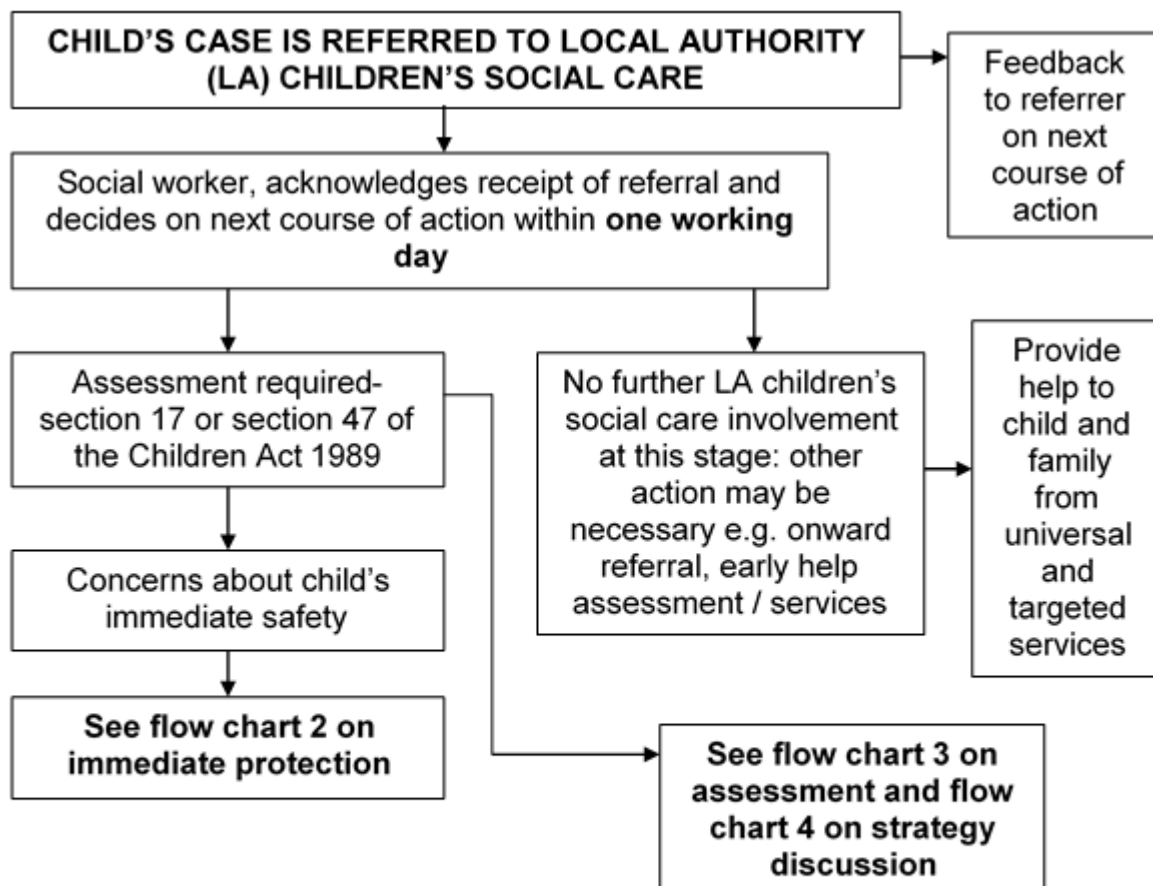 CHILD’S CASE IS REFERRED TO LOCAL AUTHORITY
(LA) CHILDREN’S SOCIAL CARE
Feedback
to referrer
on next
course of
action
Social worker, acknowledges receipt of referral and
decides on next course of action within one working
day
Assessment required-
section 17 or section 47 of
the Children Act 1989
No further LA children’s
social care involvement
at this stage: other
action may be
necessary e.g. onward
referral, early help
assessment / services
Provide
help to
child and
family
from
universal
and
targeted
services
Concerns about child’s
immediate safety
See flow chart 2 on
immediate protection
See flow chart 3 on
assessment and flow
chart 4 on strategy
discussion